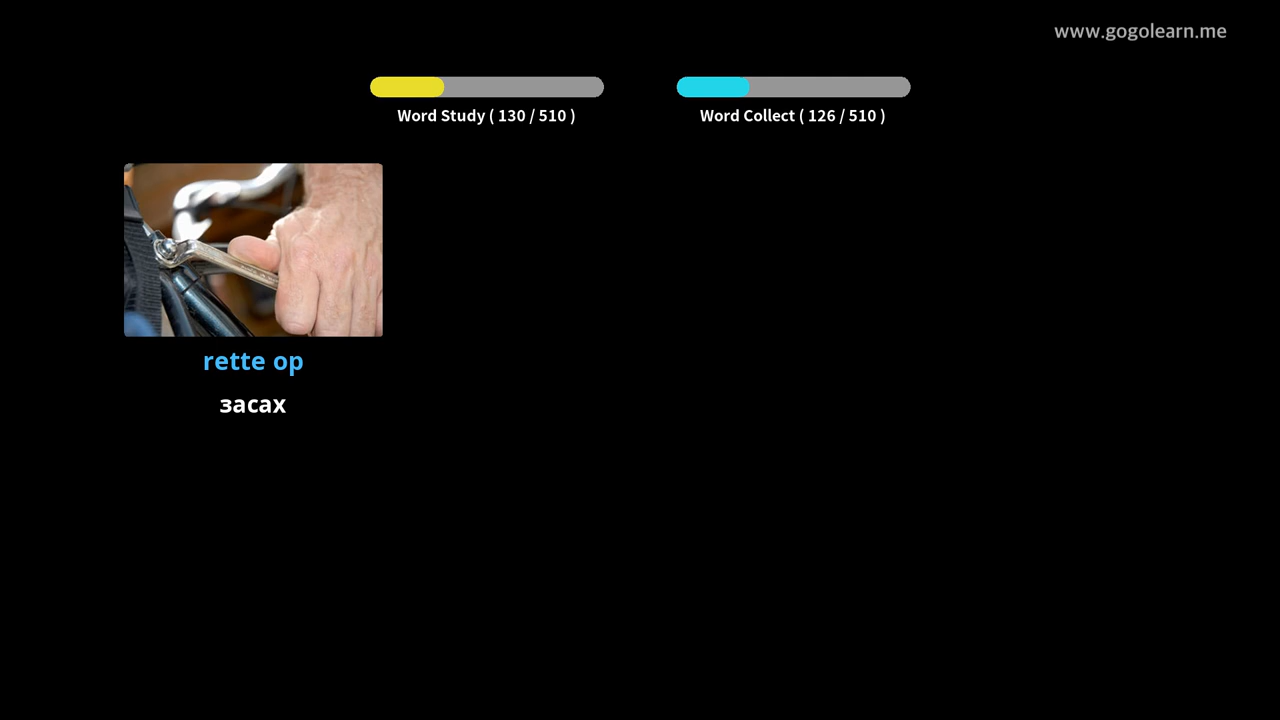 www.gogolearn.me
Word Study ( 130 / 510 )
Word Collect ( 126 / 510 )
rette op
засах